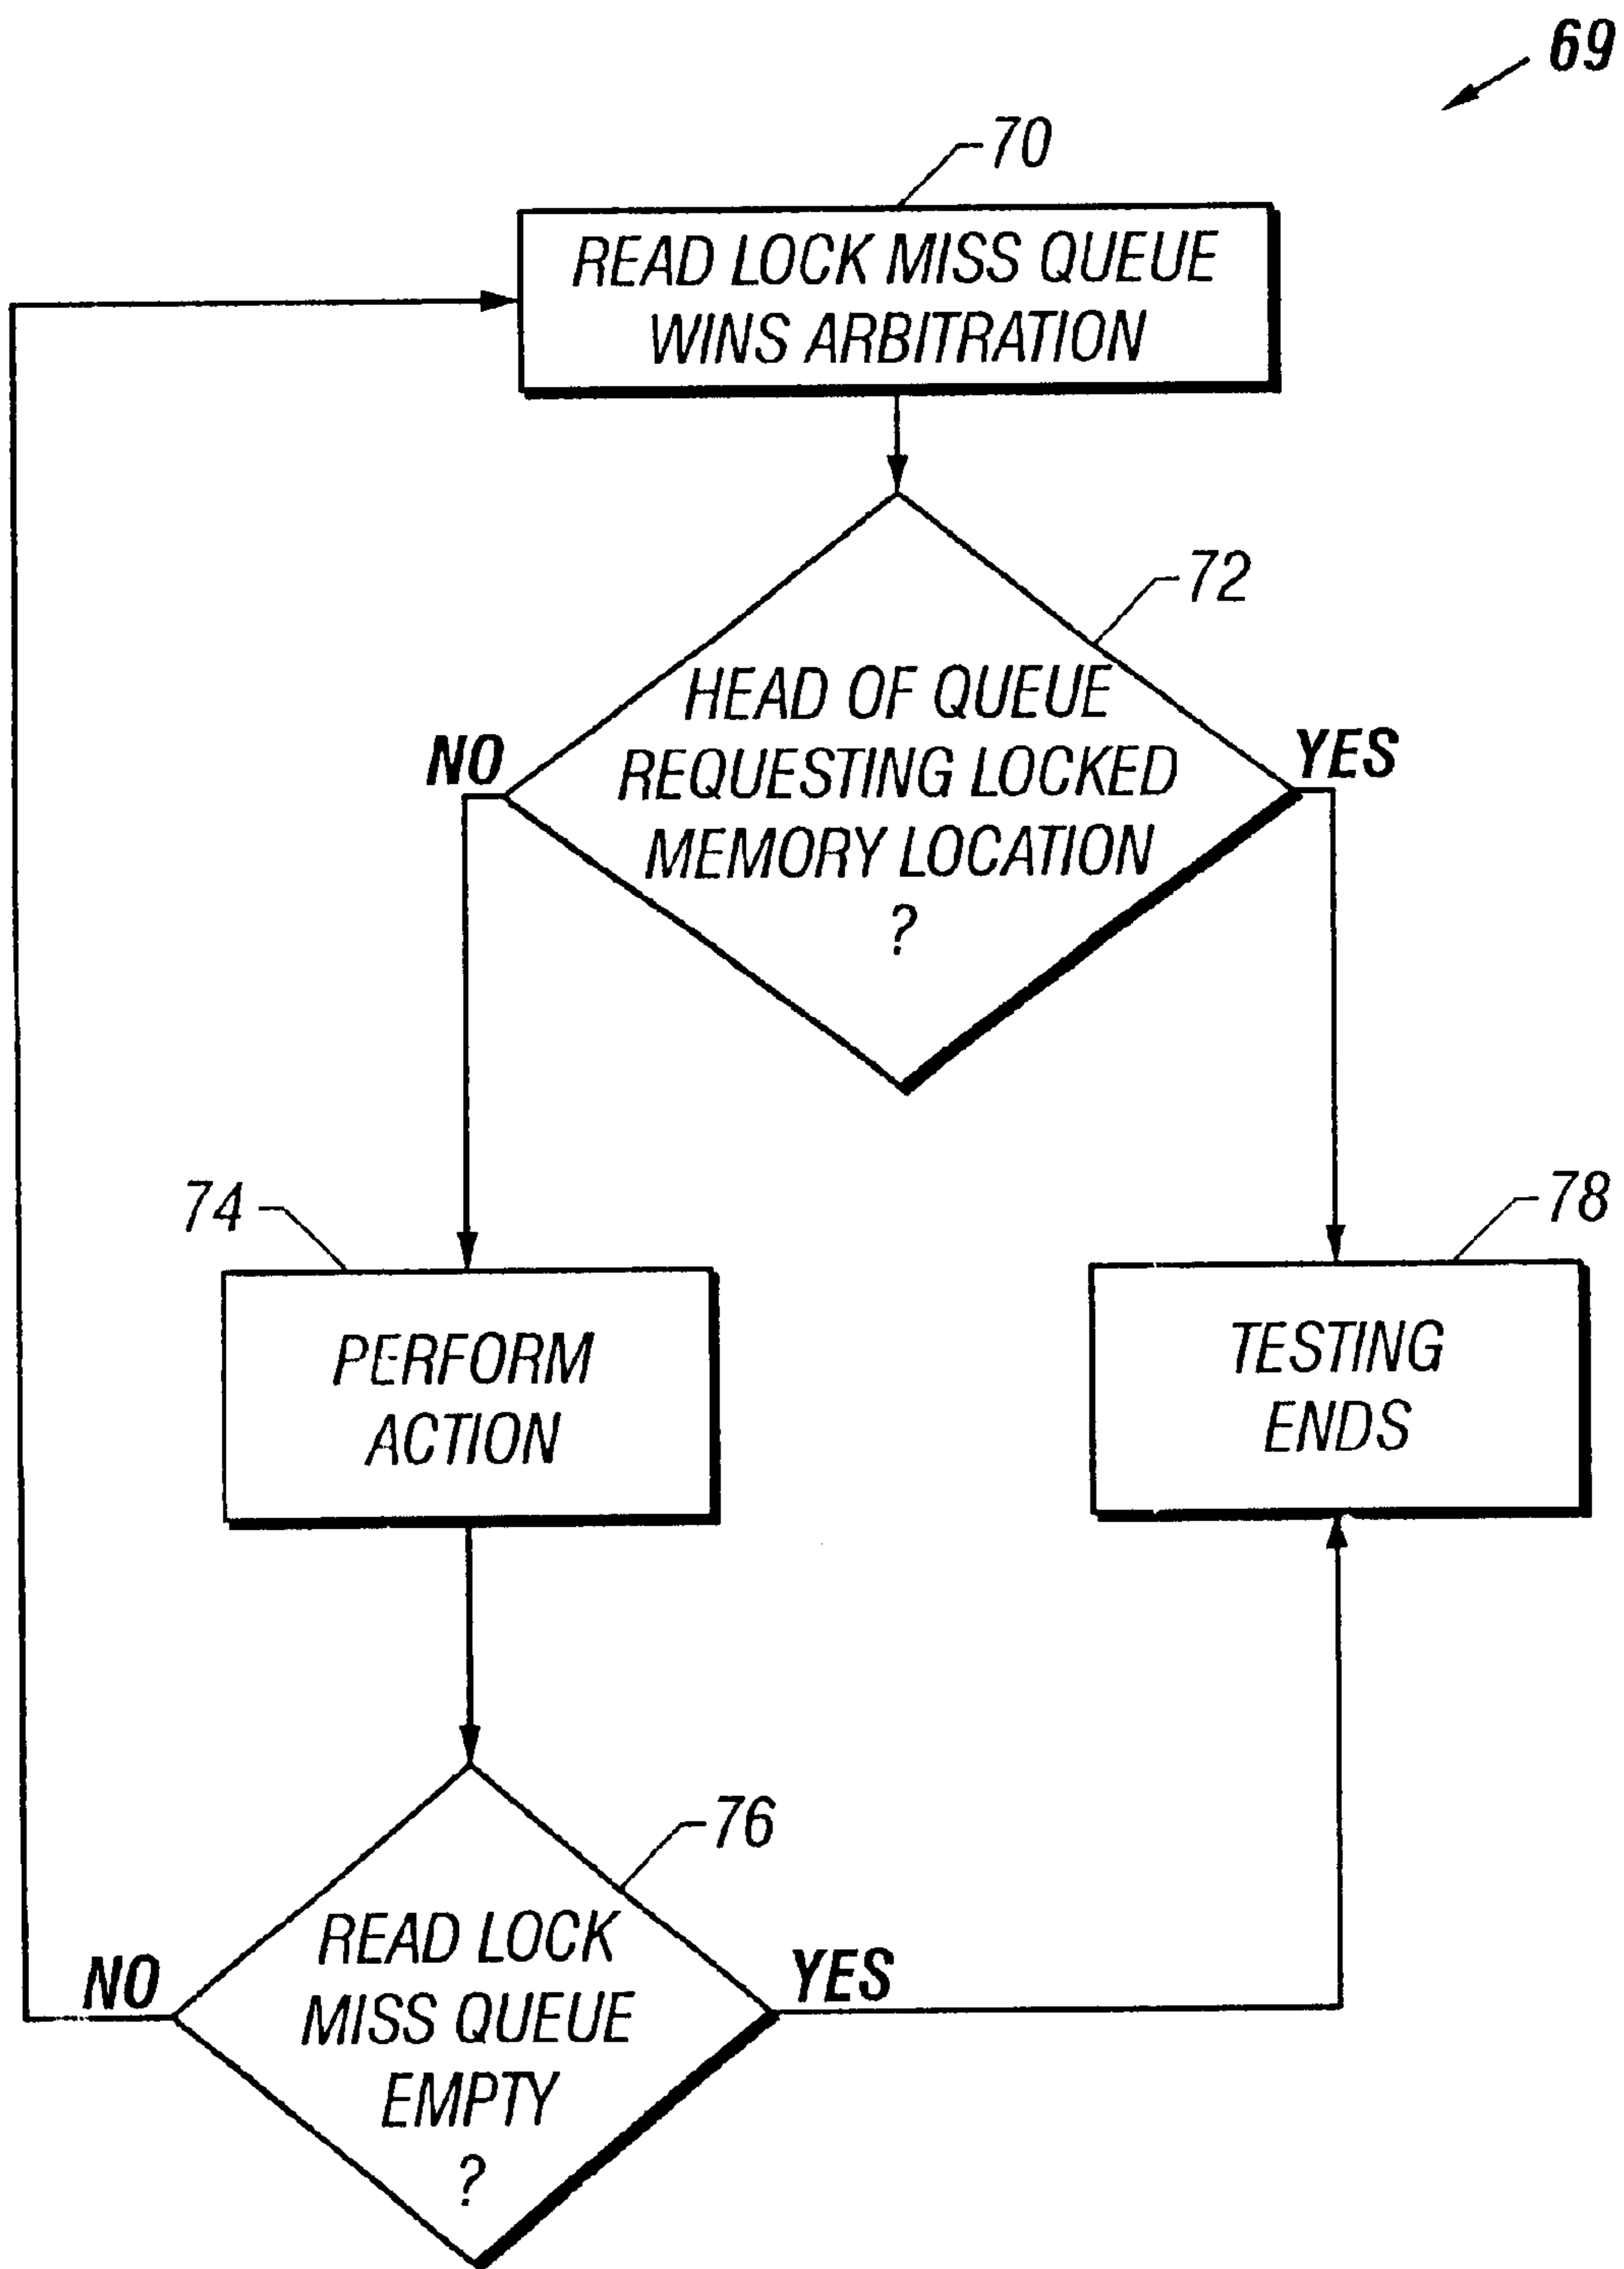 69
70
READ LOCK MISS QUEUE
WINS ARBITRATION
72
HEAD OF QUEUE
REQUESTING LOCKED
MEMORY LOCATION
?
NO
YES
74
78
PERFORM
ACTION
TESTING
ENDS
76
READ LOCK
MISS QUEUE
EMPTY
?
NO
YES